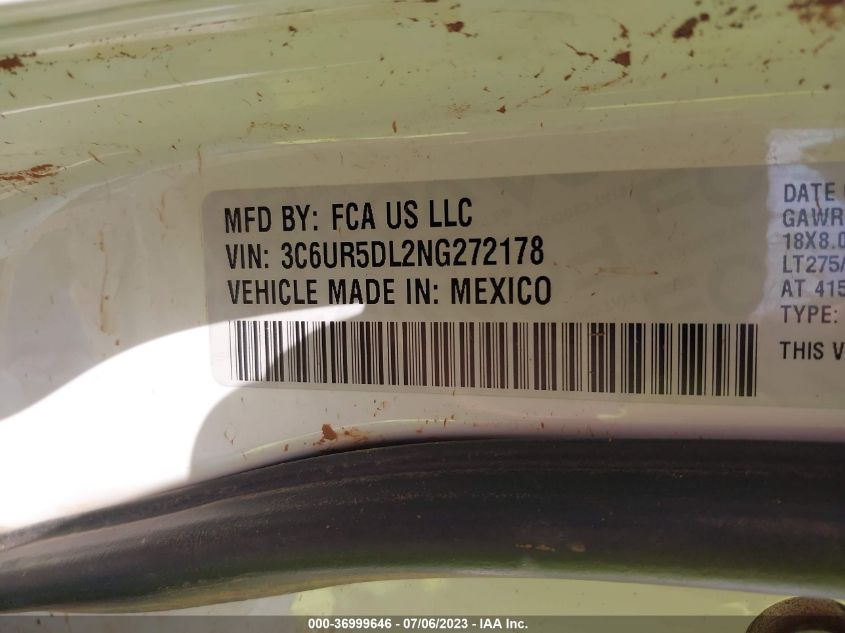 MFD BY: FCA US LLC
VIN: 3C6UR5DL2NG272178
VEHICLE MADE IN: MEXICO
DATE
GAWR
18X8.0
LT275/
AT 415
TYPE:
THIS V
000-36999646 - 07/06/2023 - IAA Inc.